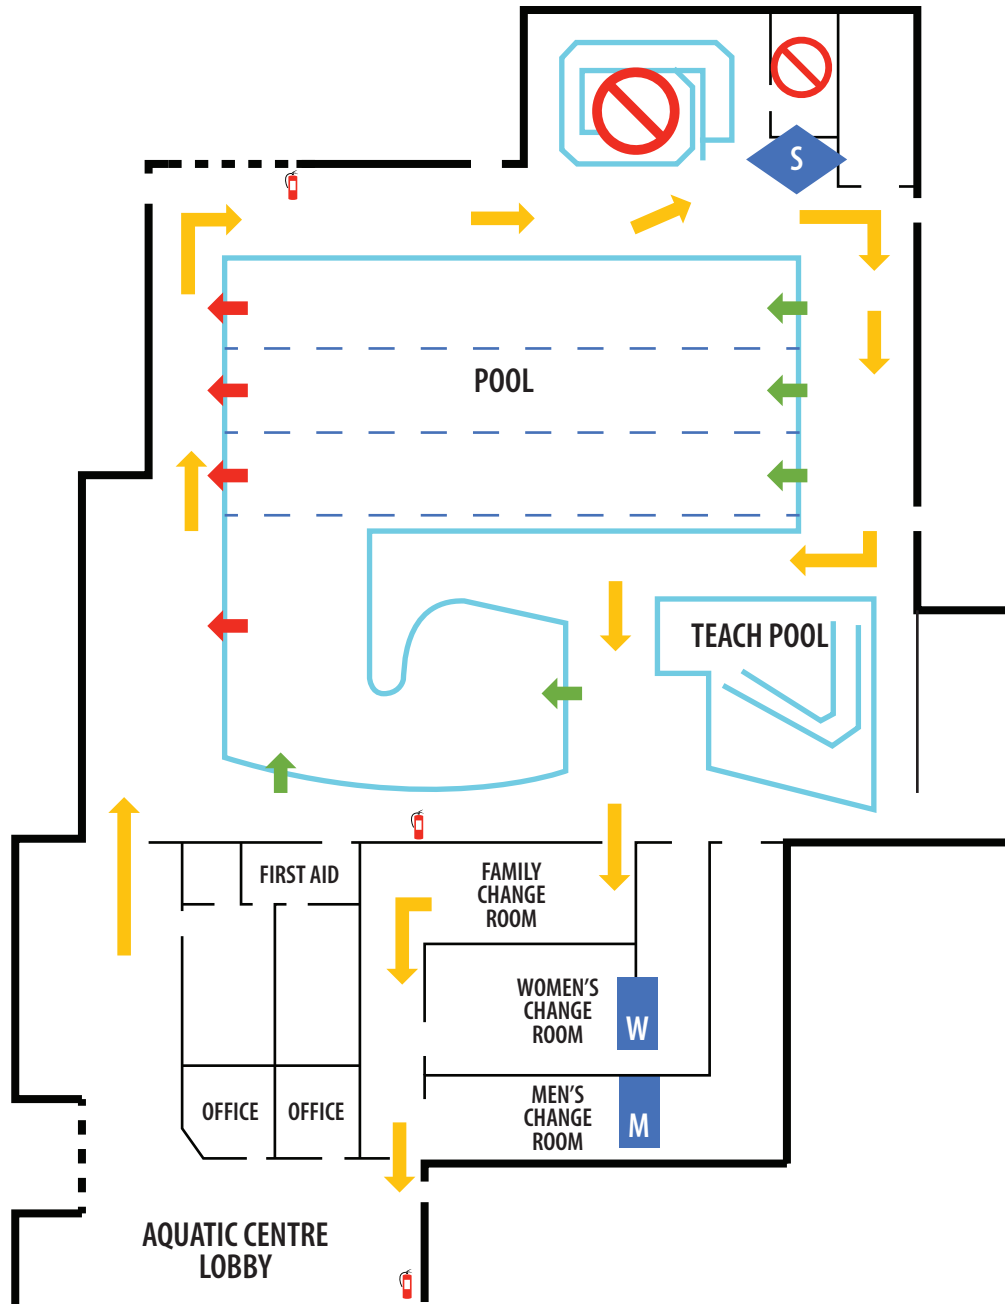 S
POOL
TEACH POOL
FIRST AID
FAMILY
CHANGE
ROOM
WOMEN'S
CHANGE
ROOM
W
OFFICE
OFFICE
MEN'S
CHANGE
ROOM
M
AQUATIC CENTRE
LOBBY